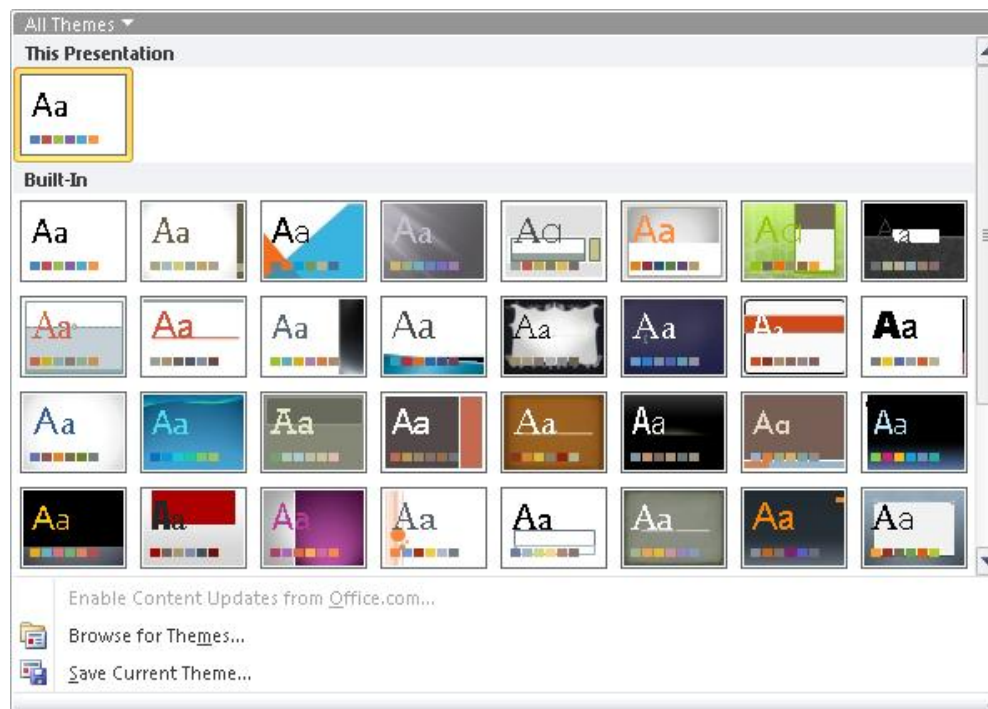 All Themes
This Presentation
Aa
Built-In
Aa Aa Aa Aa Aa Aa Aa Aa
Aa Aa Aa Aa Aa Aa Aa Aa
Aa Aa Aa Aa Aa Aa Aa Aa
Aa Aa Aa Aa Aa Aa Aa Aa
Enable Content Updates from Office.com...
Browse for Themes...
Save Current Theme...